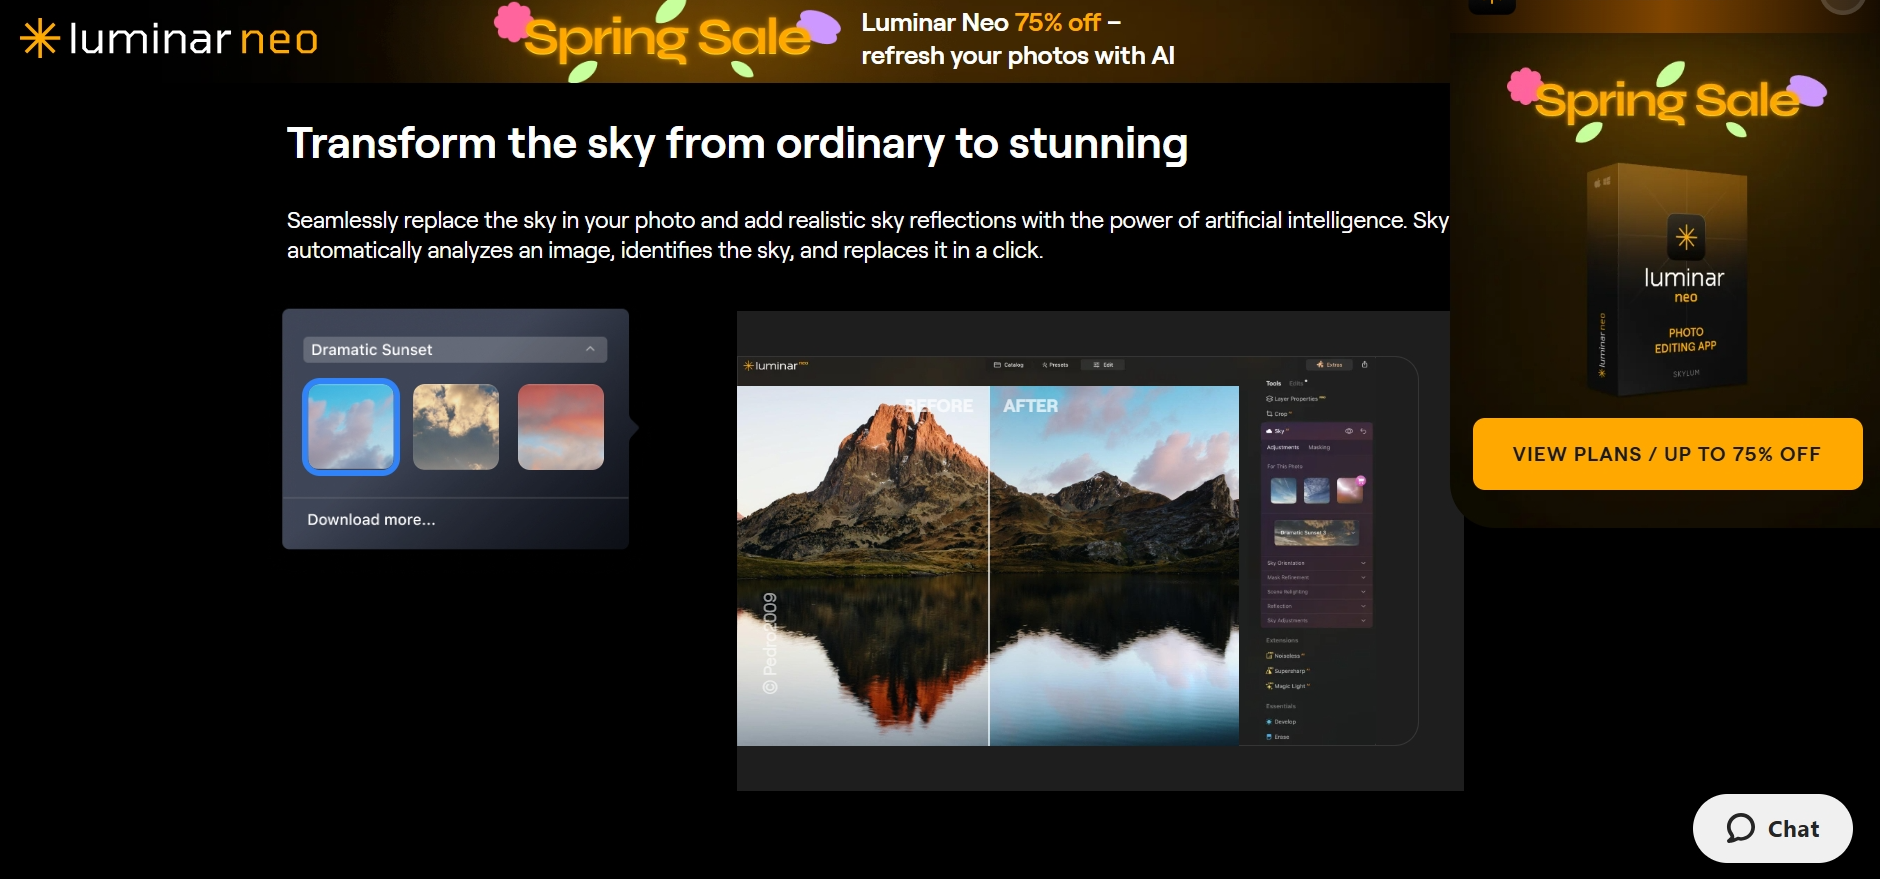 luminar neo
Spring Sale
Luminar Neo 75% off –
refresh your photos with AI
Transform the sky from ordinary to stunning
Seamlessly replace the sky in your photo and add realistic sky reflections with the power of artificial intelligence. Sky
automatically analyzes an image, identifies the sky, and replaces it in a click.
Dramatic Sunset
Download more...
luminar neo
Catalog
Presets
Edit
Extras
BEFORE
AFTER
© Pedro2009
Tools
Edits
Layer Properties
Crop
Sky
Adjustments
Masking
For This Photo
Dramatic Sunset 3
Sky Orientation
Mask Refinement
Scene Relighting
Reflection
Sky Adjustments
Extensions
Noiseless
Supersharp
Magic Light
Essentials
Develop
Erase
Spring Sale
luminar
neo
PHOTO
EDITING APP
SKYLUM
luminar neo
VIEW PLANS / UP TO 75% OFF
Chat